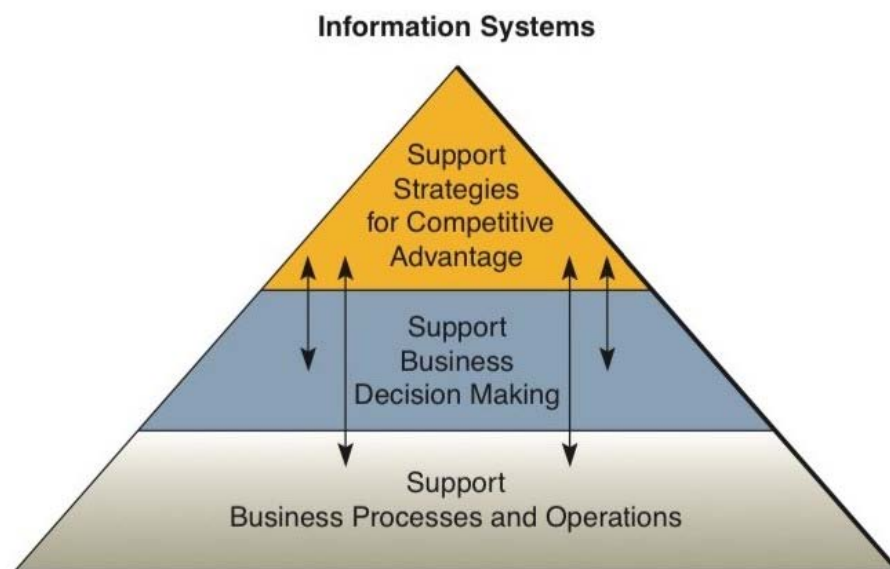 Information Systems
Support
Strategies
for Competitive
Advantage
Support
Business
Decision Making
Support
Business Processes and Operations